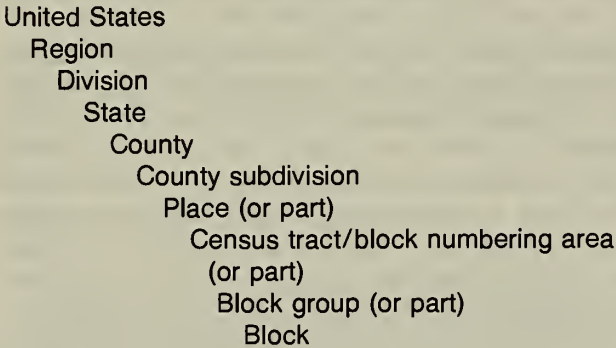 United States
Region
Division
State
County
County subdivision
Place (or part)
Census tract/block numbering area
(or part)
Block group (or part)
Block